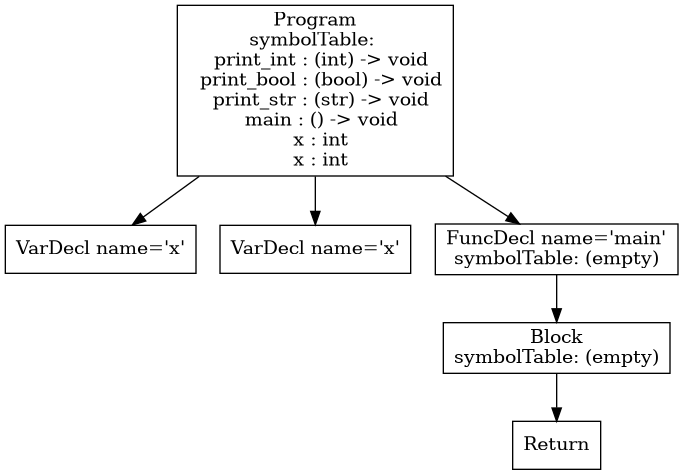 Program
symbolTable:
print_int : (int) -> void
print_bool : (bool) -> void
print_str : (str) -> void
main : () -> void
x : int
x : int
VarDecl name='x'
VarDecl name='x'
FuncDecl name='main'
symbolTable: (empty)
Block
symbolTable: (empty)
Return